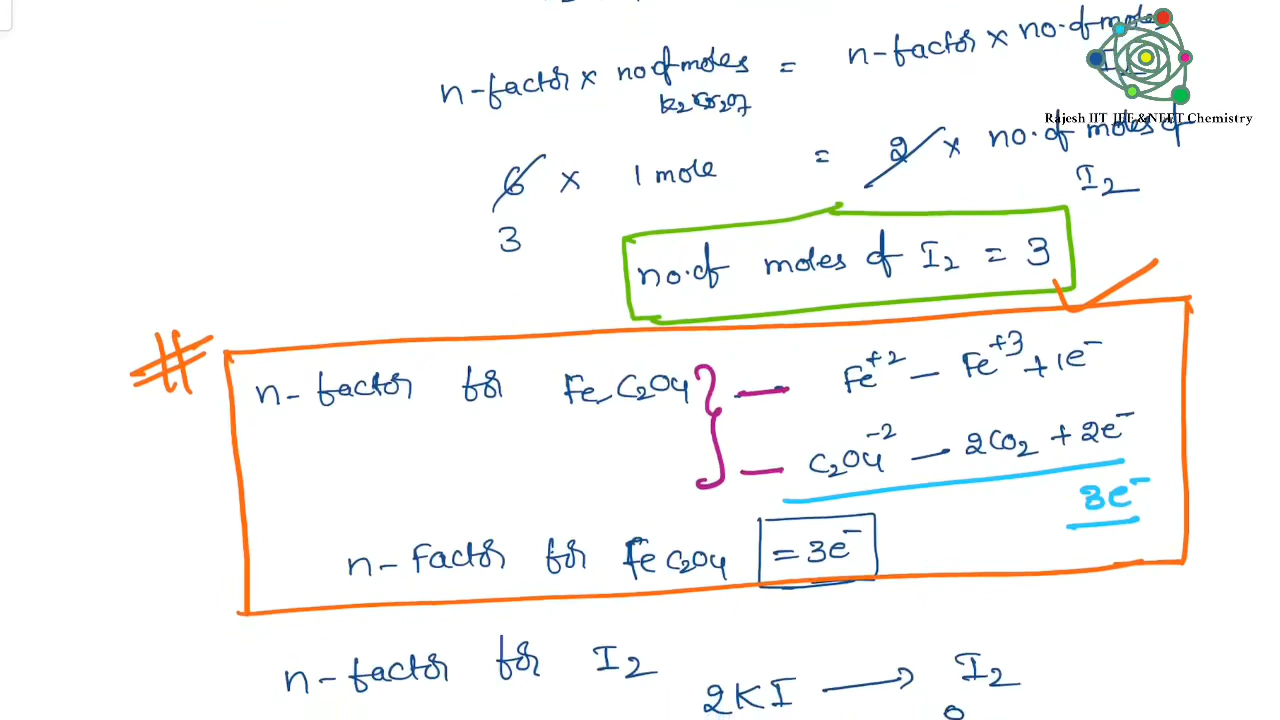 n-factor × no of moles = n-factor × no. of moles
K2Cr2O7 I2
6 × 1 mole = 2 × no. of moles of
3 I2
no. of moles of I2 = 3
Rajesh IIT JEE & NEET Chemistry
# n-factor for FeC2O4 } — Fe+2 — Fe+3 + 1e-
— C2O4-2 — 2CO2 + 2e-
3e-
n-Factor for FeC2O4 = 3e-
n-factor for I2
2KI → I2